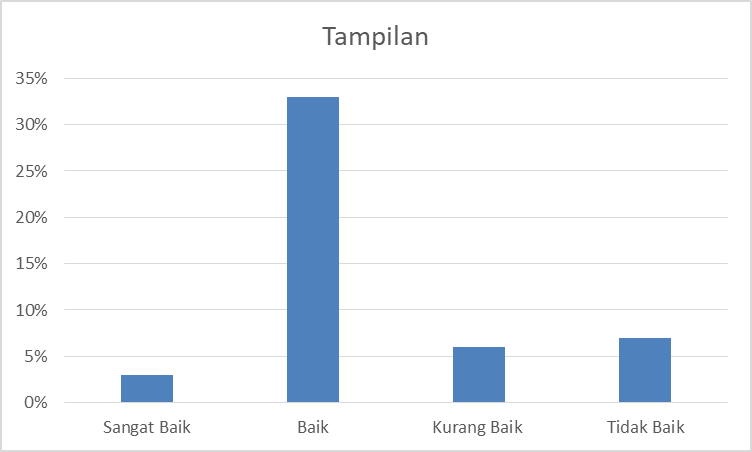 Tampilan
35%
30%
25%
20%
15%
10%
5%
0%
Sangat Baik
Baik
Kurang Baik
Tidak Baik